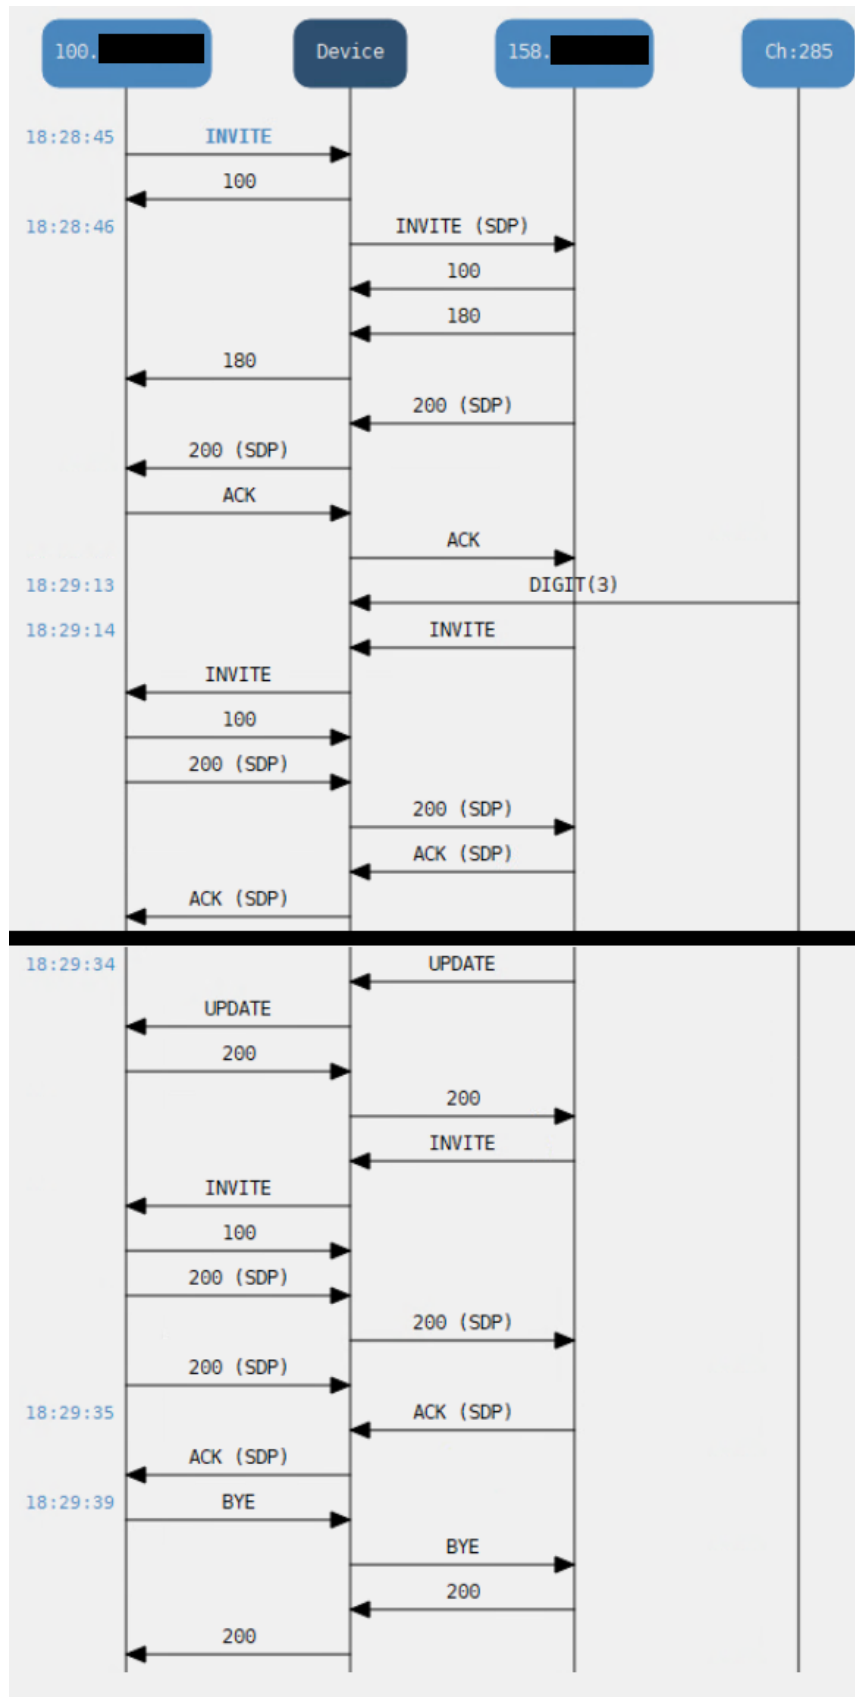 100. Device 158. Ch:285
18:28:45 INVITE
100
18:28:46 INVITE (SDP)
100
180
180
200 (SDP)
200 (SDP)
ACK
ACK
18:29:13 DIGIT(3)
18:29:14 INVITE
INVITE
100
200 (SDP)
200 (SDP)
ACK (SDP)
ACK (SDP)
18:29:34 UPDATE
UPDATE
200
200
INVITE
INVITE
100
200 (SDP)
200 (SDP)
200 (SDP)
18:29:35 ACK (SDP)
ACK (SDP)
18:29:39 BYE
BYE
200
200